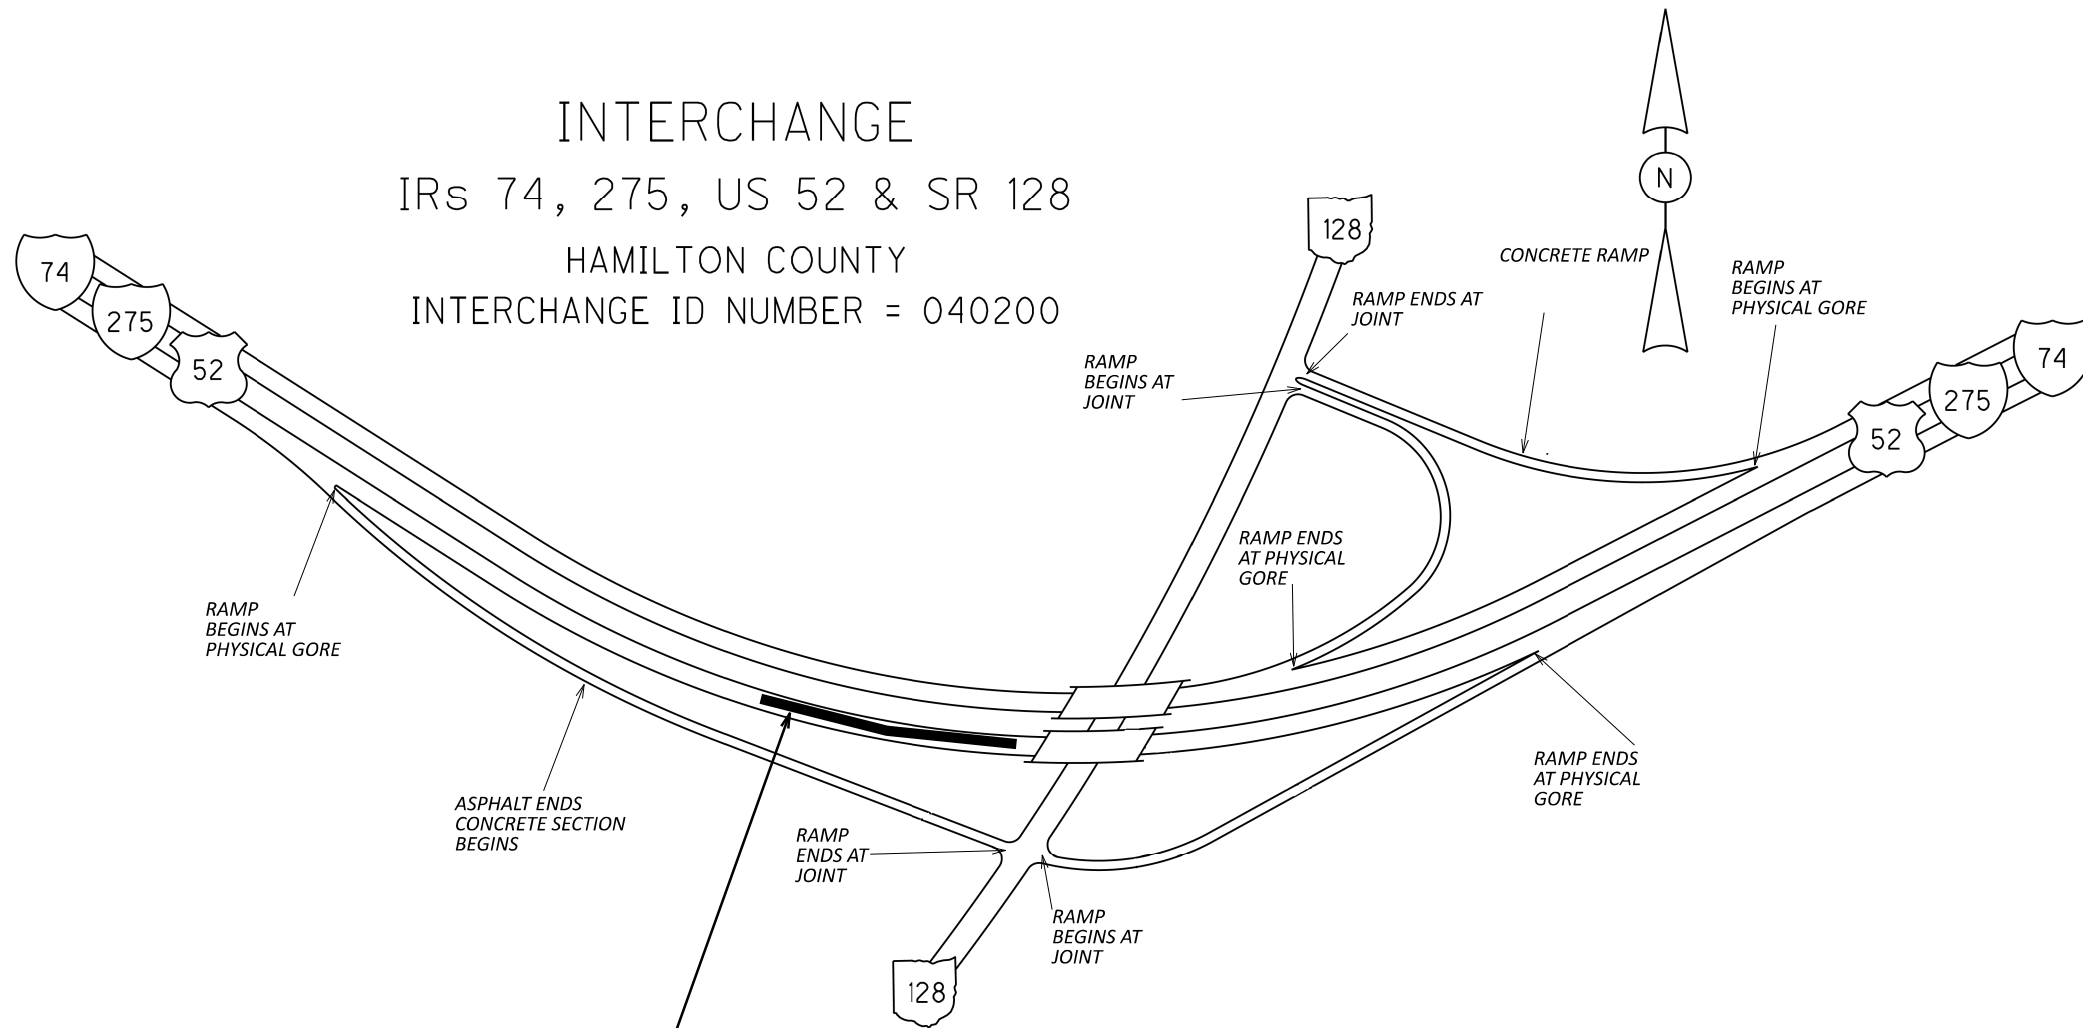 INTERCHANGE
IRs 74, 275, US 52 & SR 128
HAMILTON COUNTY
INTERCHANGE ID NUMBER = 040200
N
74
275
52
128
CONCRETE RAMP
RAMP
BEGINS AT
PHYSICAL GORE
RAMP ENDS AT
JOINT
RAMP
BEGINS AT
JOINT
74
275
52
RAMP ENDS
AT PHYSICAL
GORE
RAMP
BEGINS AT
PHYSICAL GORE
RAMP ENDS
AT PHYSICAL
GORE
ASPHALT ENDS
CONCRETE SECTION
BEGINS
RAMP
ENDS AT
JOINT
RAMP
BEGINS AT
JOINT
128